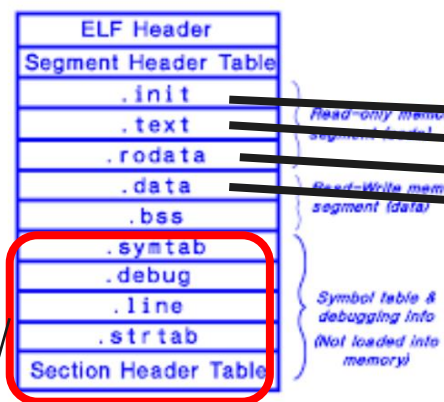 ELF Header
Segment Header Table
.init
.text
.rodata
.data
.bss
.symtab
.debug
.line
.strtab
Section Header Table
Read-only
segment (code)
Read-Write
segment (data)
Symbol table &
debugging info
(Not loaded into
memory)